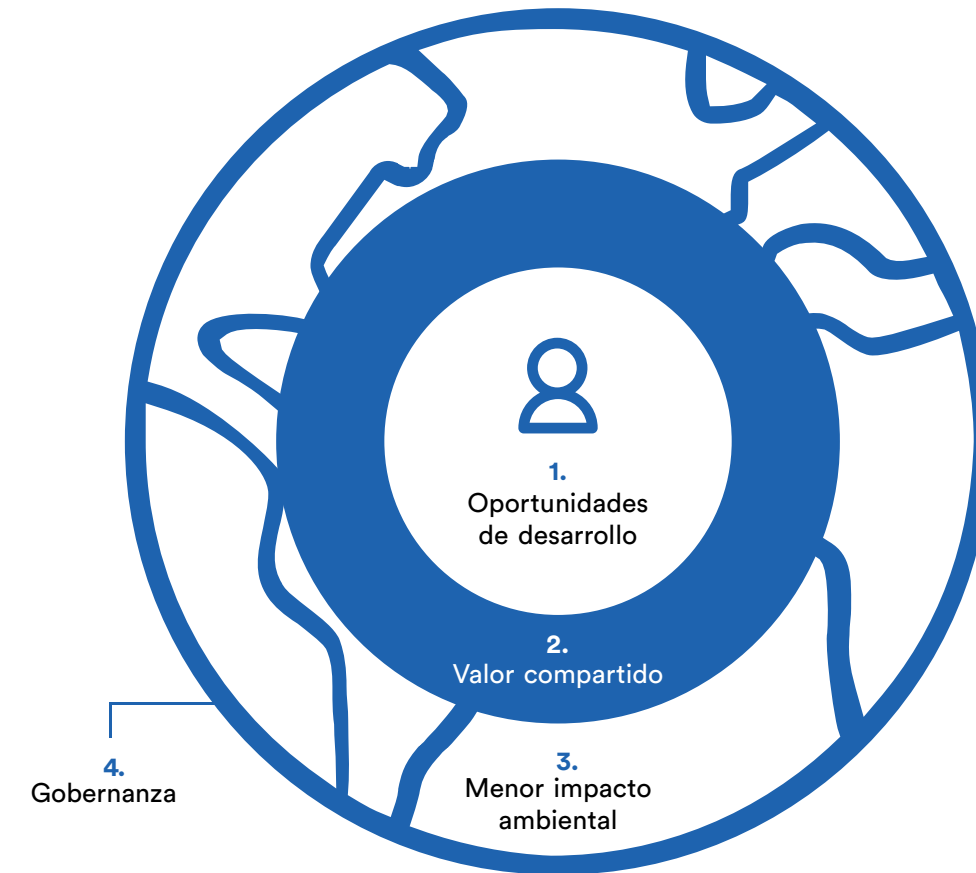 1.
Oportunidades
de desarrollo
2.
Valor compartido
3.
Menor impacto
ambiental
4.
Gobernanza